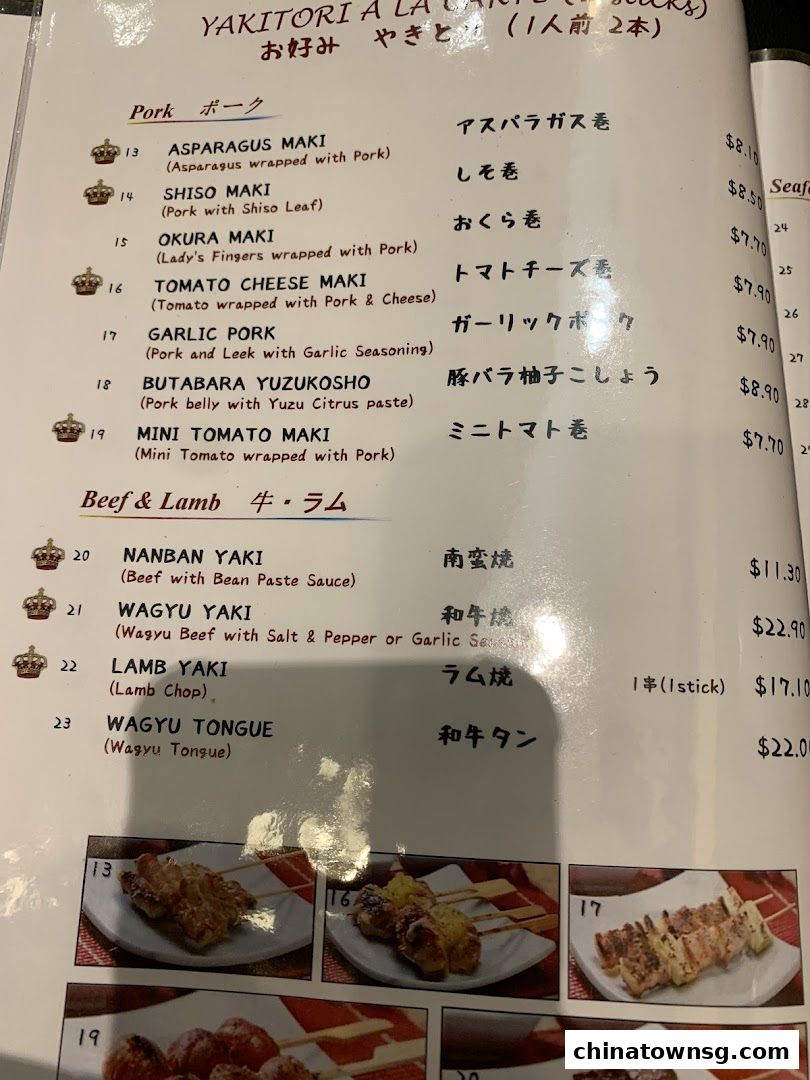 YAKITORI A LA
お好み やき (1人前 2本)
Pork ポーク
13 ASPARAGUS MAKI アスパラガス巻 $8.10
(Asparagus wrapped with Pork)
14 SHISO MAKI しそ巻 $8.50
(Pork with Shiso Leaf)
15 OKURA MAKI おくら巻 $7.70
(Lady's Fingers wrapped with Pork)
16 TOMATO CHEESE MAKI トマトチーズ巻 $7.90
(Tomato wrapped with Pork & Cheese)
17 GARLIC PORK ガーリックポーク $7.90
(Pork and Leek with Garlic Seasoning)
18 BUTABARA YUZUKOSHO 豚バラ柚子こしょう $8.90
(Pork belly with Yuzu Citrus paste)
19 MINI TOMATO MAKI ミニトマト巻 $7.70
(Mini Tomato wrapped with Pork)
Beef & Lamb 牛・ラム
20 NANBAN YAKI 南蛮焼 $11.30
(Beef with Bean Paste Sauce)
21 WAGYU YAKI 和牛焼 $22.90
(Wagyu Beef with Salt & Pepper or Garlic
22 LAMB YAKI ラム焼 1串(1stick) $17.10
(Lamb Chop)
23 WAGYU TONGUE 和牛タン $22.0
(Wagyu Tongue)
24
25
26
27
28
13
16
17
19
chinatownsg.com